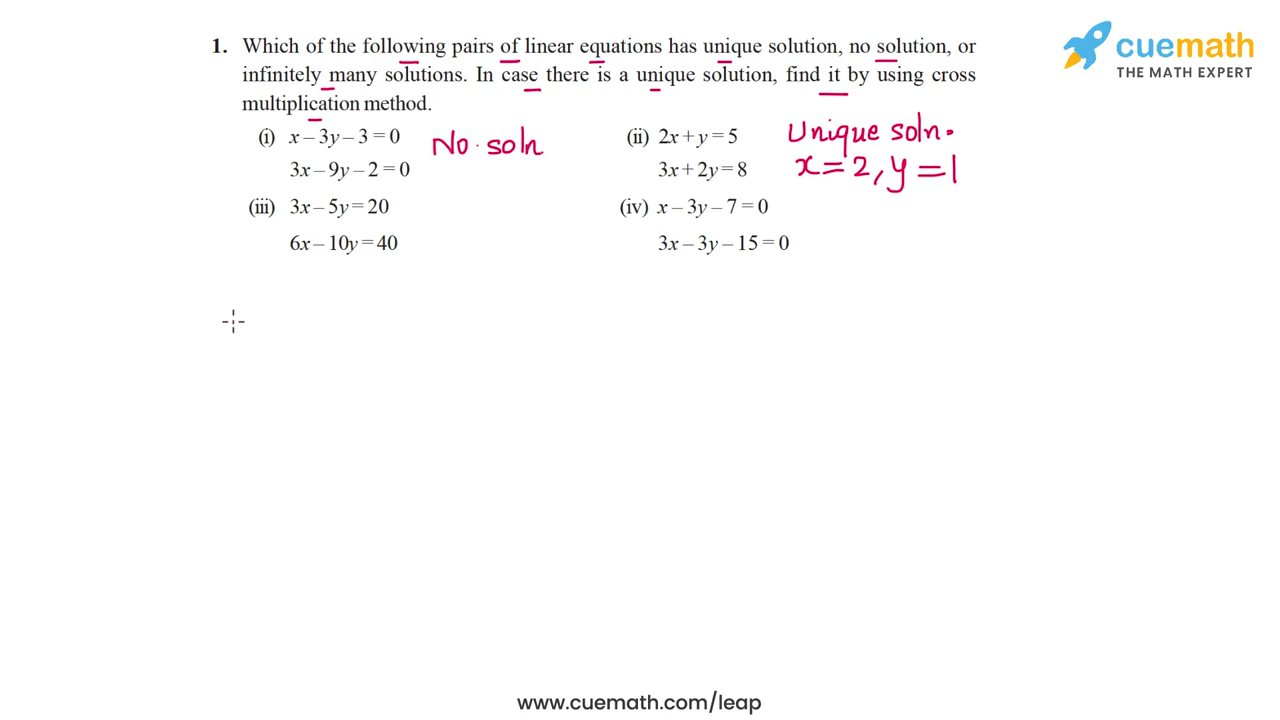 1. Which of the following pairs of linear equations has unique solution, no solution, or
infinitely many solutions. In case there is a unique solution, find it by using cross
multiplication method.
(i) x – 3y – 3 = 0 No. soln
3x – 9y – 2 = 0
(ii) 2x + y = 5 Unique soln.
3x + 2y = 8 x = 2, y = 1
(iii) 3x – 5y = 20
6x – 10y = 40
(iv) x – 3y – 7 = 0
3x – 3y – 15 = 0
cuemath
THE MATH EXPERT
www.cuemath.com/leap